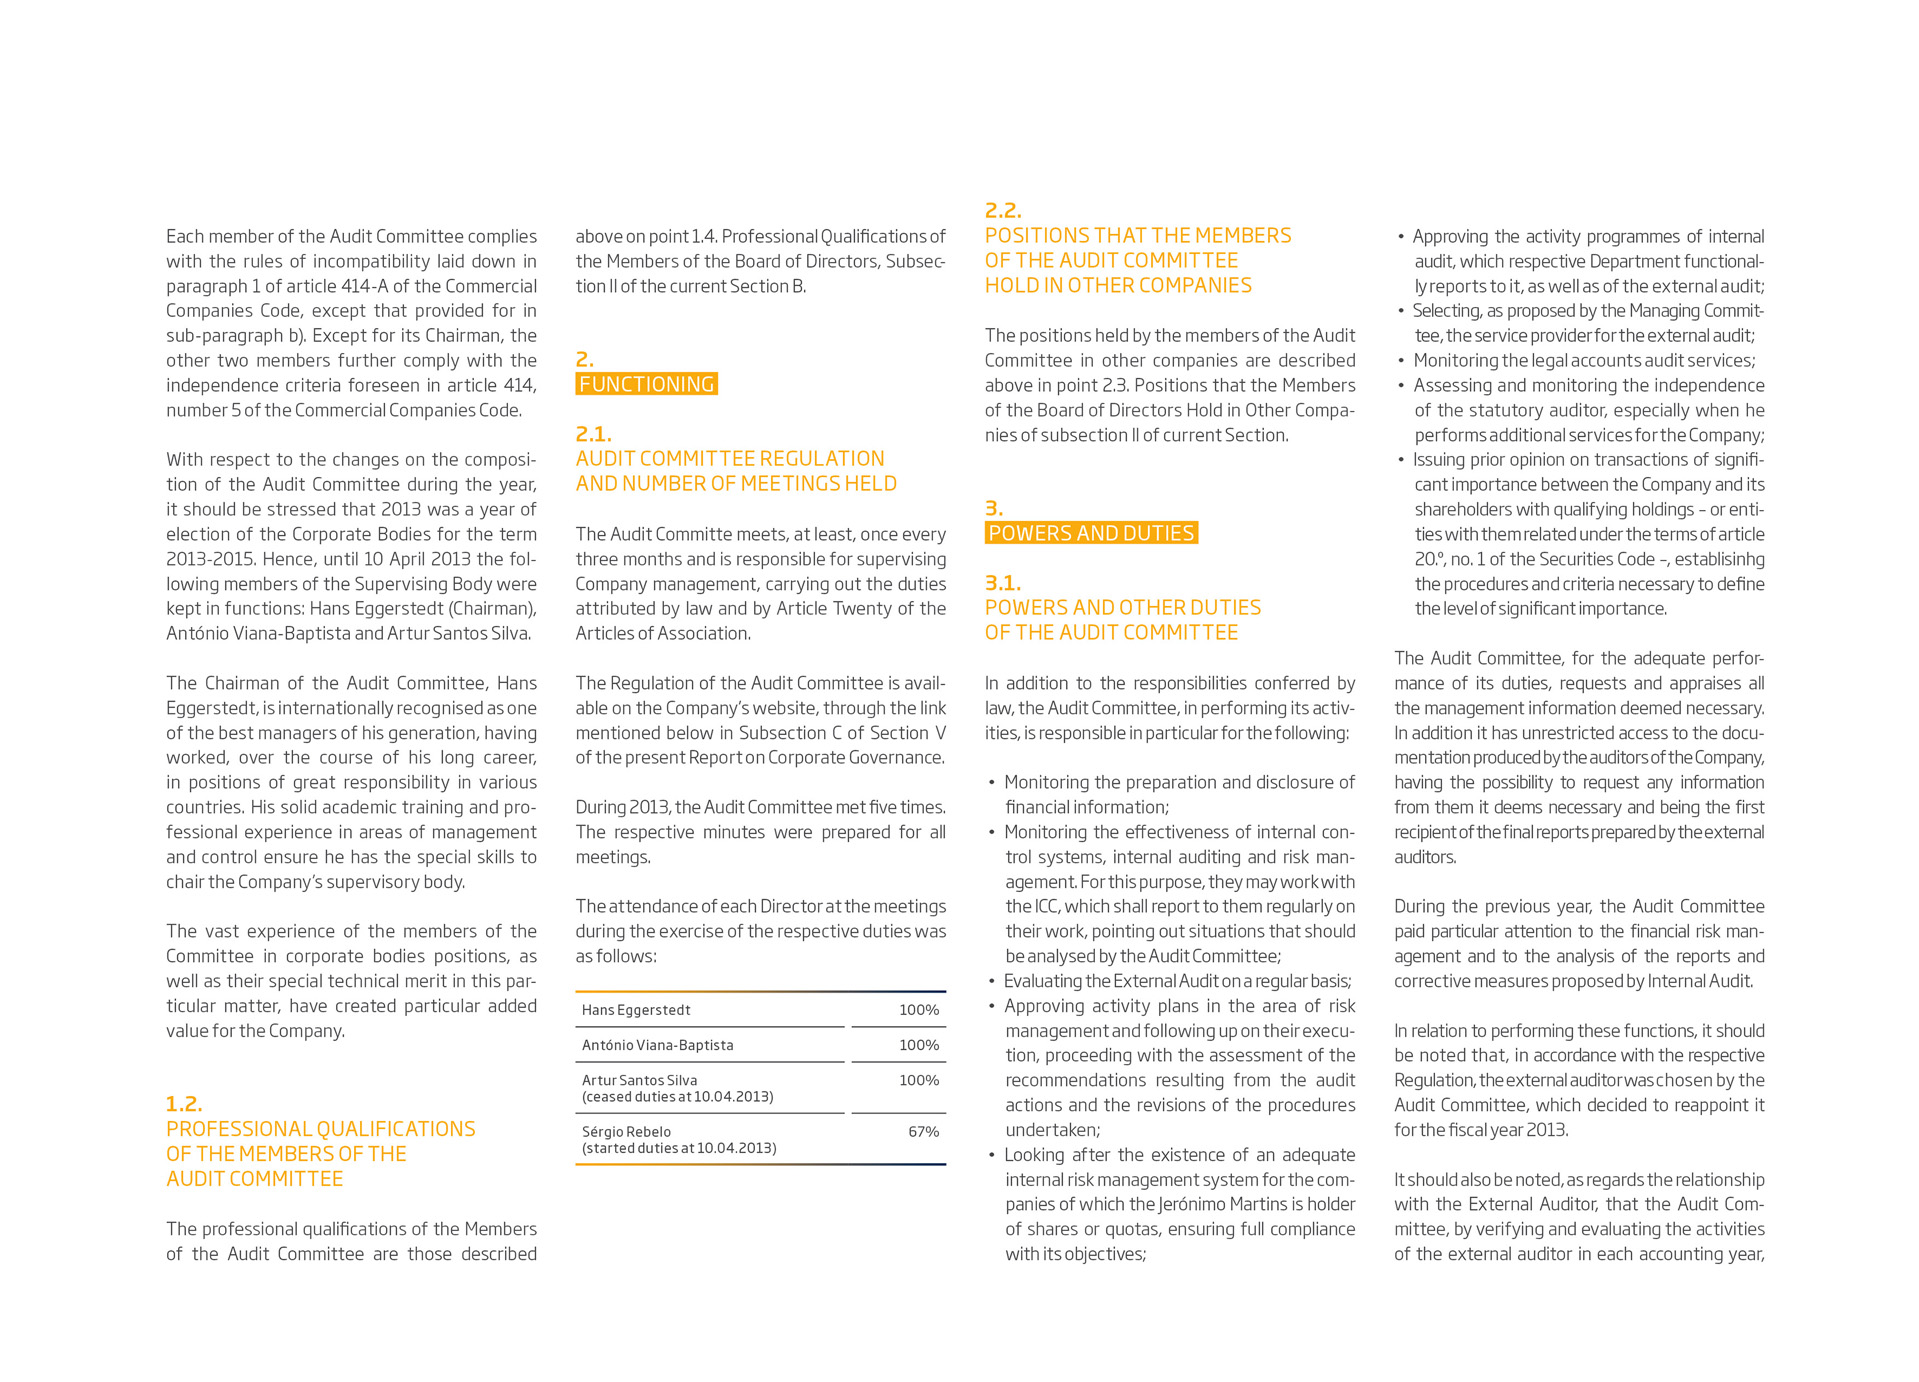 Each member of the Audit Committee complies
with the rules of incompatibility laid down in
paragraph 1 of article 414-A of the Commercial
Companies Code, except that provided for in
sub-paragraph b). Except for its Chairman, the
other two members further comply with the
independence criteria foreseen in article 414,
number 5 of the Commercial Companies Code.
With respect to the changes on the composi-
tion of the Audit Committee during the year,
it should be stressed that 2013 was a year of
election of the Corporate Bodies for the term
2013-2015. Hence, until 10 April 2013 the fol-
lowing members of the Supervising Body were
kept in functions: Hans Eggerstedt (Chairman),
António Viana-Baptista and Artur Santos Silva.
The Chairman of the Audit Committee, Hans
Eggerstedt, is internationally recognised as one
of the best managers of his generation, having
worked, over the course of his long career,
in positions of great responsibility in various
countries. His solid academic training and pro-
fessional experience in areas of management
and control ensure he has the special skills to
chair the Company's supervisory body.
The vast experience of the members of the
Committee in corporate bodies positions, as
well as their special technical merit in this par-
ticular matter, have created particular added
value for the Company.
1.2.
PROFESSIONAL QUALIFICATIONS
OF THE MEMBERS OF THE
AUDIT COMMITTEE
The professional qualifications of the Members
of the Audit Committee are those described
above on point 1.4. Professional Qualifications of
the Members of the Board of Directors, Subsec-
tion II of the current Section B.
2.
FUNCTIONING
2.1.
AUDIT COMMITTEE REGULATION
AND NUMBER OF MEETINGS HELD
The Audit Committe meets, at least, once every
three months and is responsible for supervising
Company management, carrying out the duties
attributed by law and by Article Twenty of the
Articles of Association.
The Regulation of the Audit Committee is avail-
able on the Company's website, through the link
mentioned below in Subsection C of Section V
of the present Report on Corporate Governance.
During 2013, the Audit Committee met five times.
The respective minutes were prepared for all
meetings.
The attendance of each Director at the meetings
during the exercise of the respective duties was
as follows:
Hans Eggerstedt 100%
António Viana-Baptista 100%
Artur Santos Silva 100%
(ceased duties at 10.04.2013)
Sérgio Rebelo 67%
(started duties at 10.04.2013)
2.2.
POSITIONS THAT THE MEMBERS
OF THE AUDIT COMMITTEE
HOLD IN OTHER COMPANIES
The positions held by the members of the Audit
Committee in other companies are described
above in point 2.3. Positions that the Members
of the Board of Directors Hold in Other Compa-
nies of subsection II of current Section.
3.
POWERS AND DUTIES
3.1.
POWERS AND OTHER DUTIES
OF THE AUDIT COMMITTEE
In addition to the responsibilities conferred by
law, the Audit Committee, in performing its activ-
ities, is responsible in particular for the following:
• Monitoring the preparation and disclosure of
financial information;
• Monitoring the effectiveness of internal con-
trol systems, internal auditing and risk man-
agement. For this purpose, they may work with
the ICC, which shall report to them regularly on
their work, pointing out situations that should
be analysed by the Audit Committee;
• Evaluating the External Audit on a regular basis;
• Approving activity plans in the area of risk
management and following up on their execu-
tion, proceeding with the assessment of the
recommendations resulting from the audit
actions and the revisions of the procedures
undertaken;
• Looking after the existence of an adequate
internal risk management system for the com-
panies of which the Jerónimo Martins is holder
of shares or quotas, ensuring full compliance
with its objectives;
• Approving the activity programmes of internal
audit, which respective Department functional-
ly reports to it, as well as of the external audit;
• Selecting, as proposed by the Managing Commit-
tee, the service provider for the external audit;
• Monitoring the legal accounts audit services;
• Assessing and monitoring the independence
of the statutory auditor, especially when he
performs additional services for the Company;
• Issuing prior opinion on transactions of signifi-
cant importance between the Company and its
shareholders with qualifying holdings – or enti-
ties with them related under the terms of article
20.º, no. 1 of the Securities Code –, establisinhg
the procedures and criteria necessary to define
the level of significant importance.
The Audit Committee, for the adequate perfor-
mance of its duties, requests and appraises all
the management information deemed necessary.
In addition it has unrestricted access to the docu-
mentation produced by the auditors of the Company,
having the possibility to request any information
from them it deems necessary and being the first
recipient of the final reports prepared by the external
auditors.
During the previous year, the Audit Committee
paid particular attention to the financial risk man-
agement and to the analysis of the reports and
corrective measures proposed by Internal Audit.
In relation to performing these functions, it should
be noted that, in accordance with the respective
Regulation, the external auditor was chosen by the
Audit Committee, which decided to reappoint it
for the fiscal year 2013.
It should also be noted, as regards the relationship
with the External Auditor, that the Audit Com-
mittee, by verifying and evaluating the activities
of the external auditor in each accounting year,